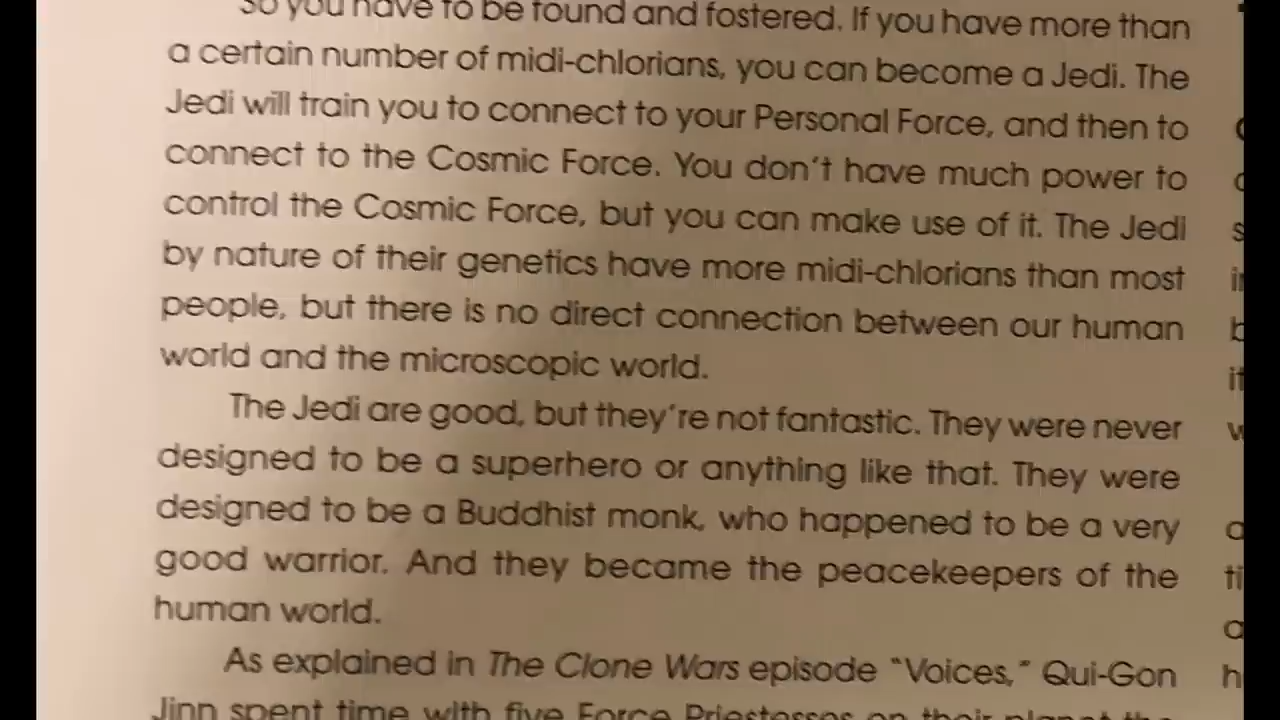 So you have to be found and fostered. If you have more than
a certain number of midi-chlorians, you can become a Jedi. The
Jedi will train you to connect to your Personal Force, and then to
connect to the Cosmic Force. You don't have much power to
control the Cosmic Force, but you can make use of it. The Jedi
by nature of their genetics have more midi-chlorians than most
people, but there is no direct connection between our human
world and the microscopic world.
The Jedi are good, but they're not fantastic. They were never
designed to be a superhero or anything like that. They were
designed to be a Buddhist monk, who happened to be a very
good warrior. And they became the peacekeepers of the
human world.
As explained in The Clone Wars episode "Voices," Qui-Gon
Jinn spent time with five Force Priestesses on their planet the